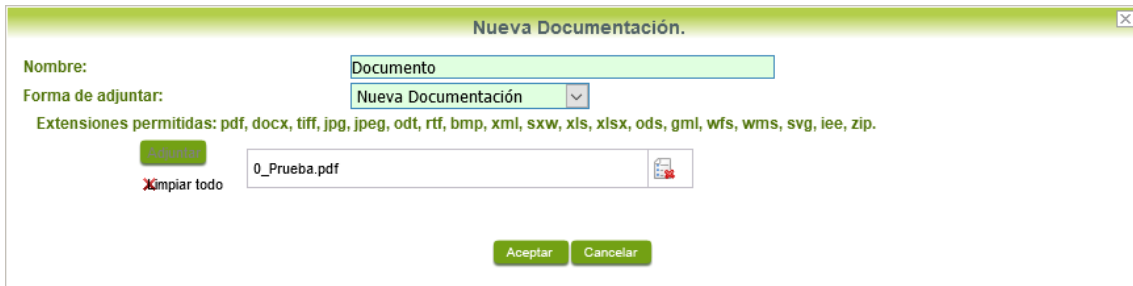 Nueva Documentación.
Nombre: Documento
Forma de adjuntar: Nueva Documentación
Extensiones permitidas: pdf, docx, tiff, jpg, jpeg, odt, rtf, bmp, xml, sxw, xls, xlsx, ods, gml, wfs, wms, svg, iee, zip.
Adjuntar
0_Prueba.pdf
Limpiar todo
Aceptar Cancelar